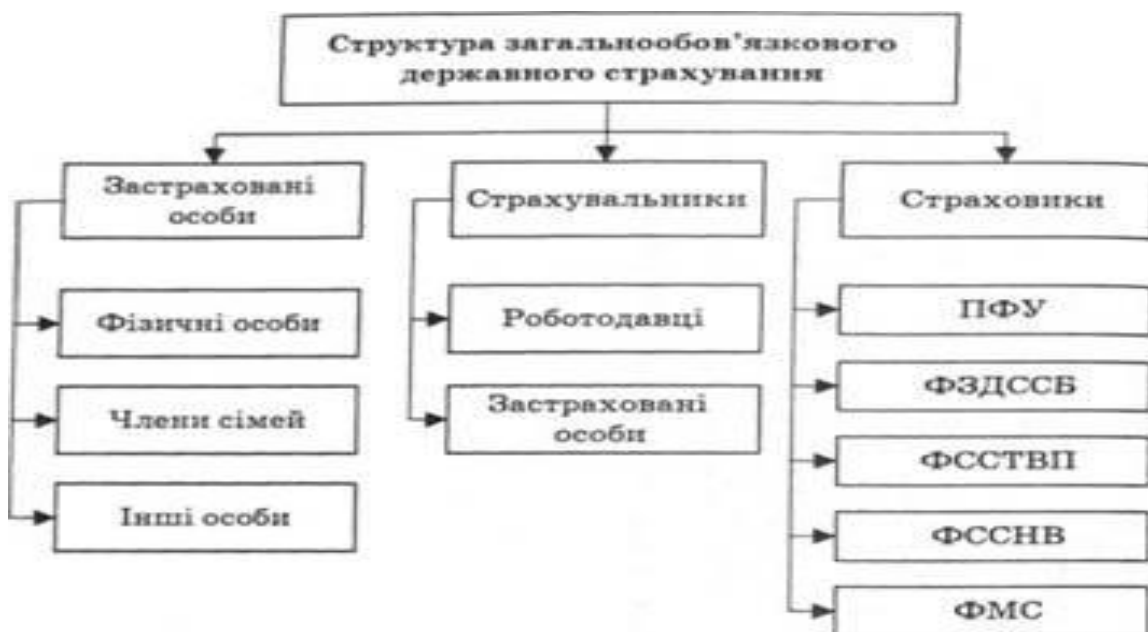 Структура загальнообов'язкового
державного страхування
Застраховані
особи
Фізичні особи
Члени сімей
Інші особи
Страхувальники
Роботодавці
Застраховані
особи
Страховики
ПФУ
ФЗДССБ
ФССТВП
ФССНВ
ФМС